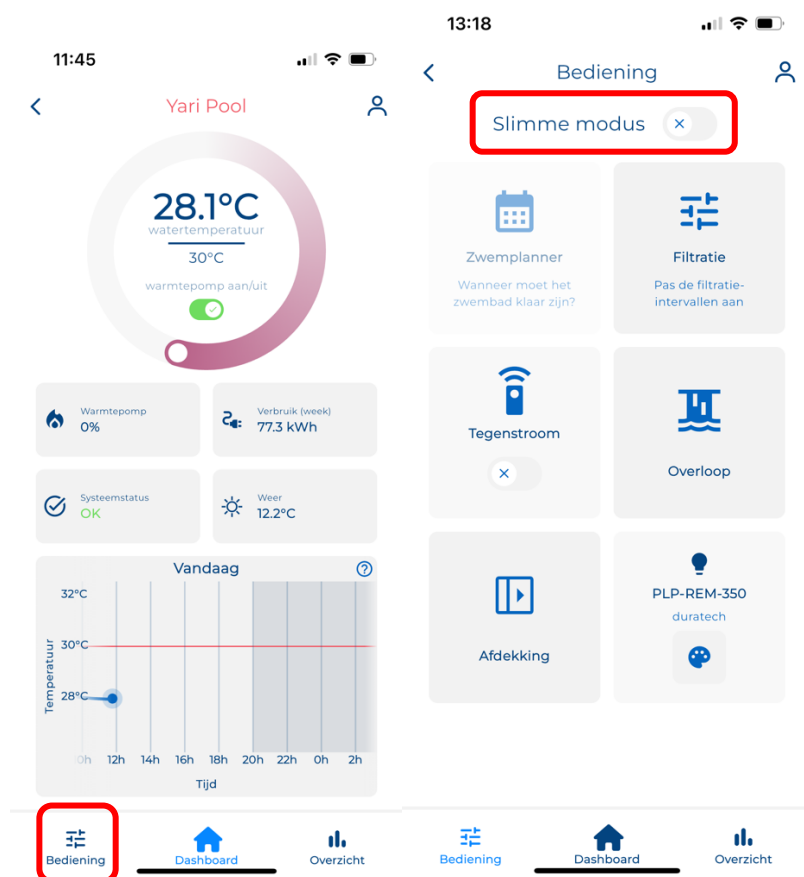 11:45
Yari Pool
28.1°C
watertemperatuur
30°C
warmtepomp aan/uit
Warmtepomp
0%
Verbruik (week)
77.3 kWh
Systeemstatus
OK
Weer
12.2°C
Vandaag
?
32°C
30°C
28°C
Temperatuur
0h 12h 14h 16h 18h 20h 22h 0h 2h
Tijd
Bediening Dashboard Overzicht
13:18
Bediening
Slimme modus
Zwemplanner
Wanneer moet het
zwembad klaar zijn?
Filtratie
Pas de filtratie-
intervallen aan
Tegenstroom
Overloop
Afdekking
PLP-REM-350
duratech
Bediening Dashboard Overzicht